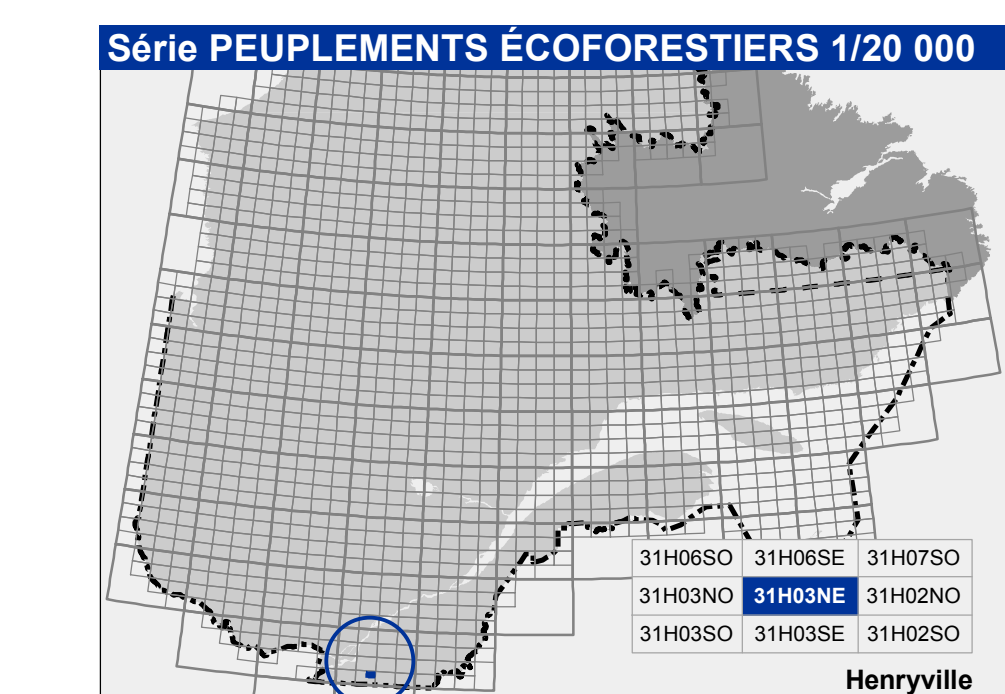 Série PEUPLEMENTS ÉCOFORESTIERS 1/20 000
31H06SO 31H06SE 31H07SO
31H03NO 31H03NE 31H02NO
31H03SO 31H03SE 31H02SO
Henryville